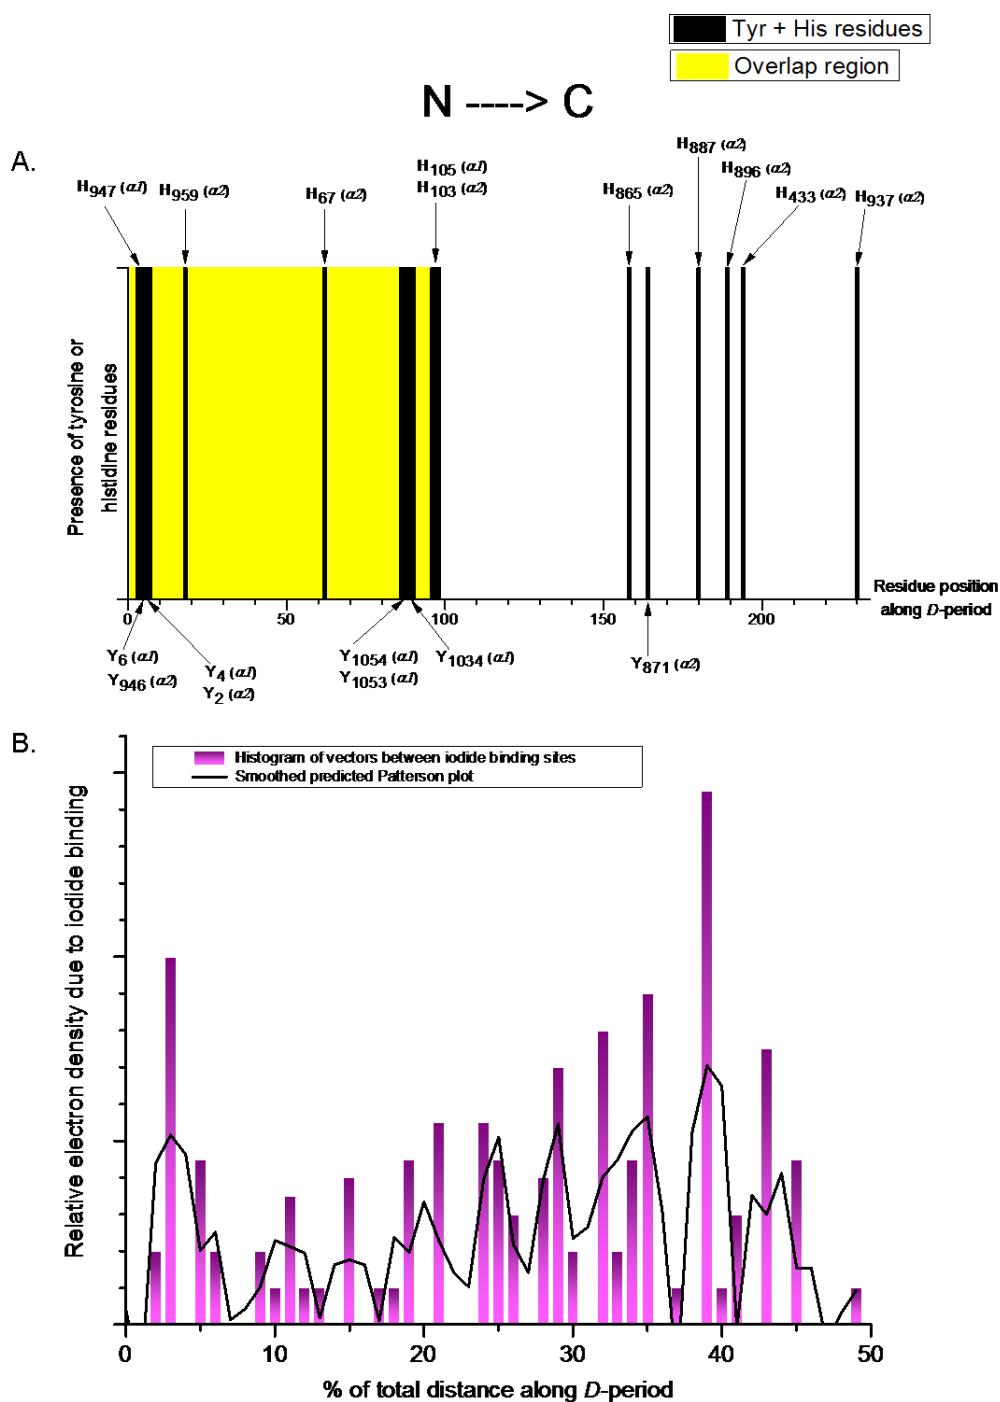 Tyr + His residues
Overlap region
N ----> C
A.
H947 (α1)
H959 (α2)
H67 (α2)
H105 (α1)
H103 (α2)
H865 (α2)
H887 (α2)
H896 (α2)
H433 (α2)
H937 (α2)
Presence of tyrosine or
histidine residues
0 50 100 150 200
Residue position
along D-period
Y6 (α1)
Y946 (α2)
Y4 (α1)
Y2 (α2)
Y1054 (α1)
Y1053 (α1)
Y1034 (α1)
Y871 (α2)
B.
Histogram of vectors between iodide binding sites
Smoothed predicted Patterson plot
Relative electron density due to iodide binding
0 10 20 30 40 50
% of total distance along D-period